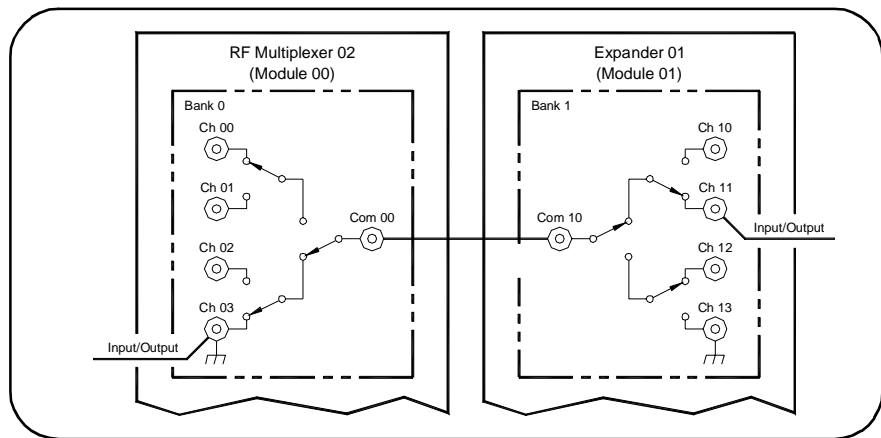 RF Multiplexer 02
(Module 00)
Bank 0
Ch 00
Ch 01
Ch 02
Ch 03
Com 00
Input/Output
Expander 01
(Module 01)
Bank 1
Com 10
Ch 10
Ch 11
Ch 12
Ch 13
Input/Output